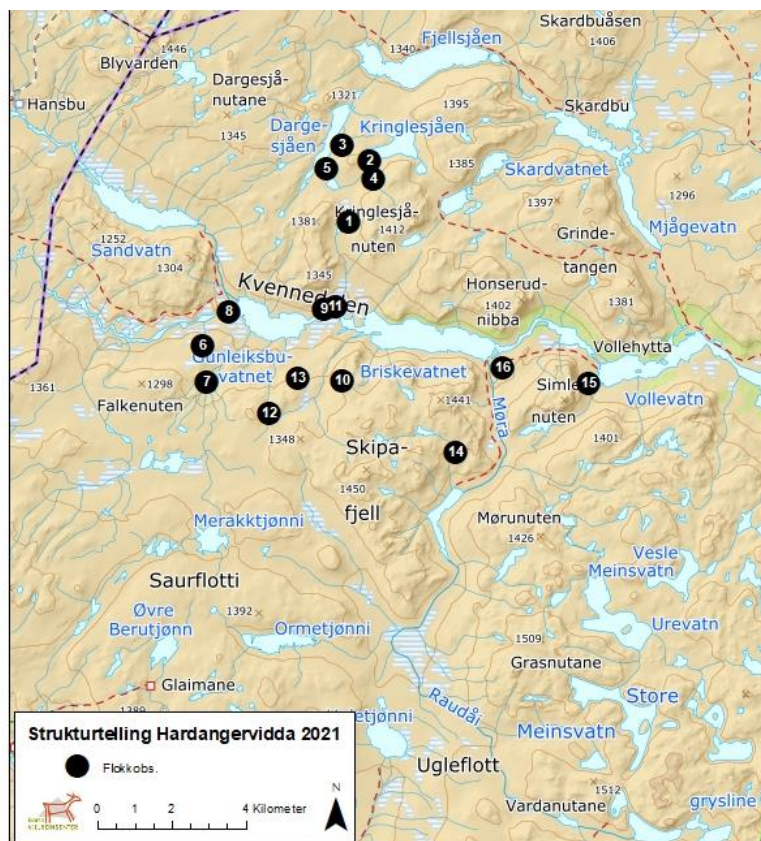 Skardbuåsen
1406
Fjellsjåen
1340
1446
Blyvarden
Dargesjå-
nutane
Hansbu
1321
1395
Skardbu
1345
Darge-
sjåen
Kringlesjåen
3
2
5
4
1385
Skardvatnet
1296
1397
Mjågevatn
1381
1
Kringlesjå-
nuten
1412
Grinde-
tangen
1252
Sandvatn
1304
1345
Honserud-
nibba
1402
1381
Kvennedalen
8
9
11
Vollehytta
6
Gunleiksbu-
vatnet
16
1361
1298
7
13
10
Briskevatnet
Simle-
nuten
15
Falkenuten
Vollevatn
12
1441
Møra
1348
Skipa-
fjell
14
1401
1450
Merakktjønni
Mørunuten
1426
Saurflotti
Vesle
Meinsvatn
Øvre
Berutjønn
1392
Ormetjønni
Urevatn
1509
Grasnutane
Glaimane
Raudåi
Store
Meinsvatn
1389
Ugleflott
1512
Vardanutane
grysline
Strukturtelling Hardangervidda 2021
Flokkobs.
N
0 2 4 Kilometer